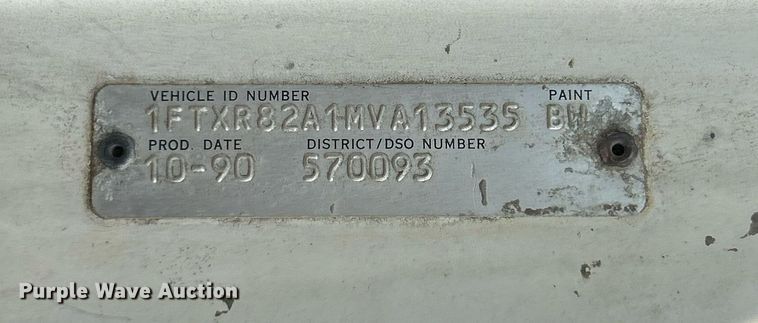 VEHICLE ID NUMBER PAINT
1FTXR82A1MVA13535 BW
PROD. DATE DISTRICT/DSO NUMBER
10-90 570093
Purple Wave Auction